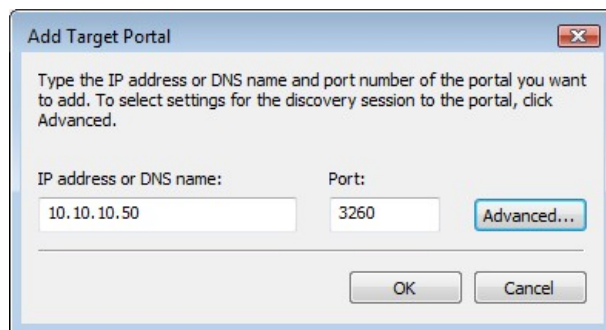 Add Target Portal
Type the IP address or DNS name and port number of the portal you want
to add. To select settings for the discovery session to the portal, click
Advanced.
IP address or DNS name: Port:
10.10.10.50 3260 Advanced...
OK Cancel